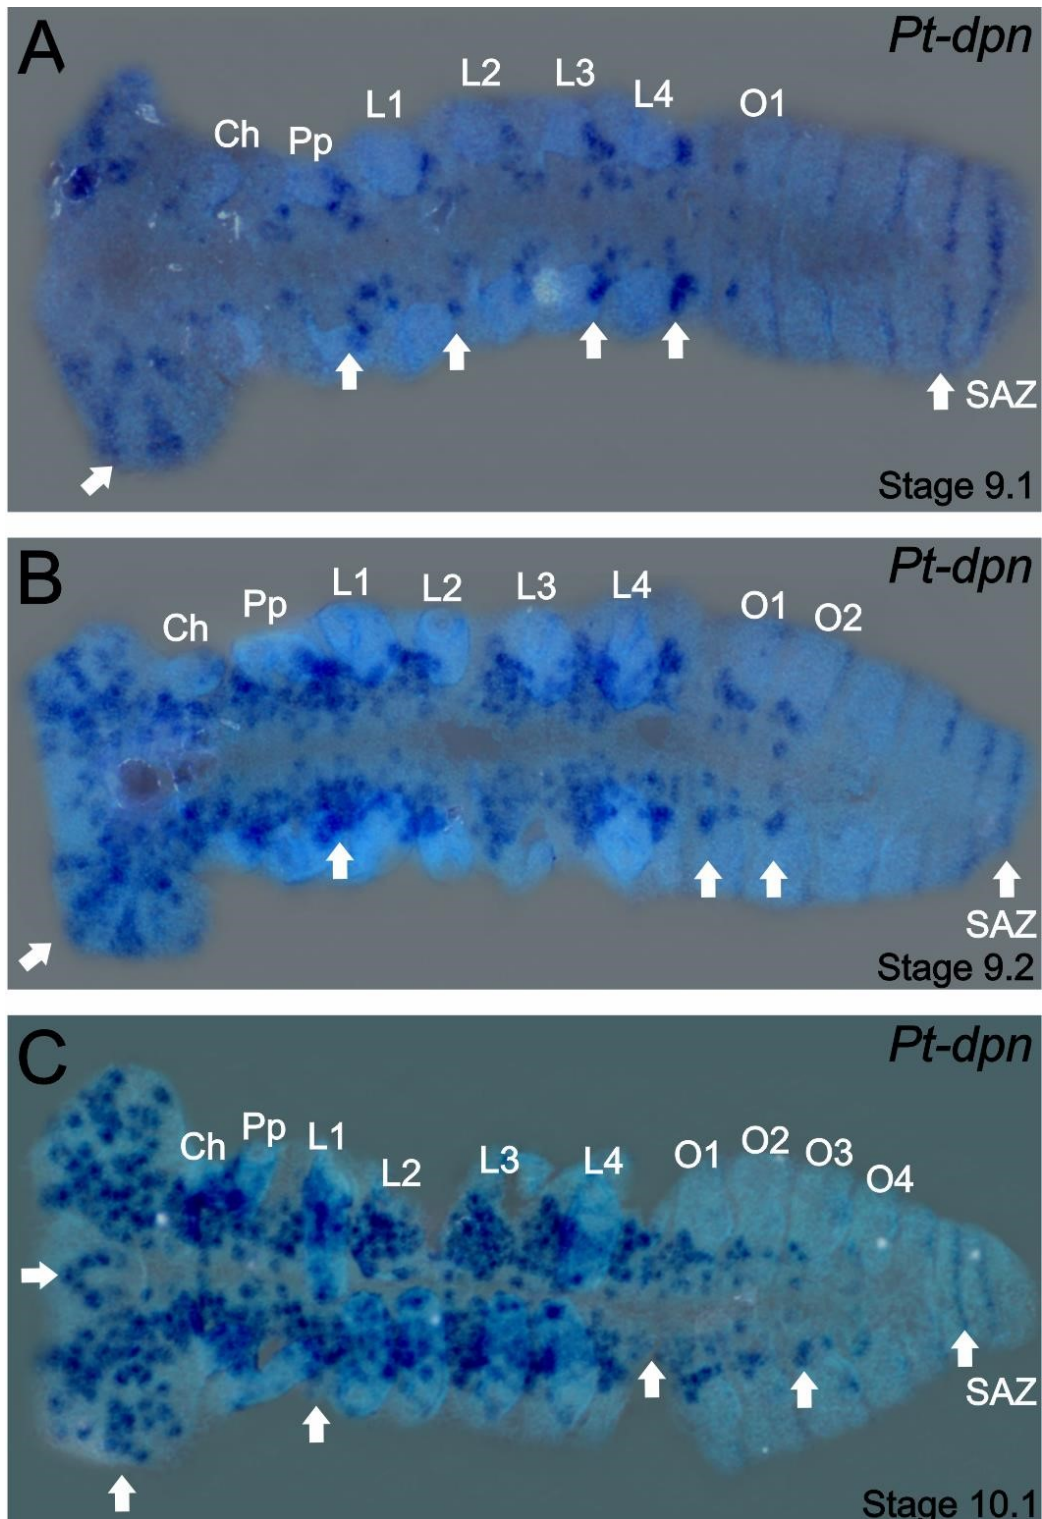 A
Pt-dpn
Ch
Pp
L1
L2
L3
L4
O1
SAZ
Stage 9.1
B
Pt-dpn
Ch
Pp
L1
L2
L3
L4
O1
O2
SAZ
Stage 9.2
C
Pt-dpn
Ch
Pp
L1
L2
L3
L4
O1
O2
O3
O4
SAZ
Stage 10.1